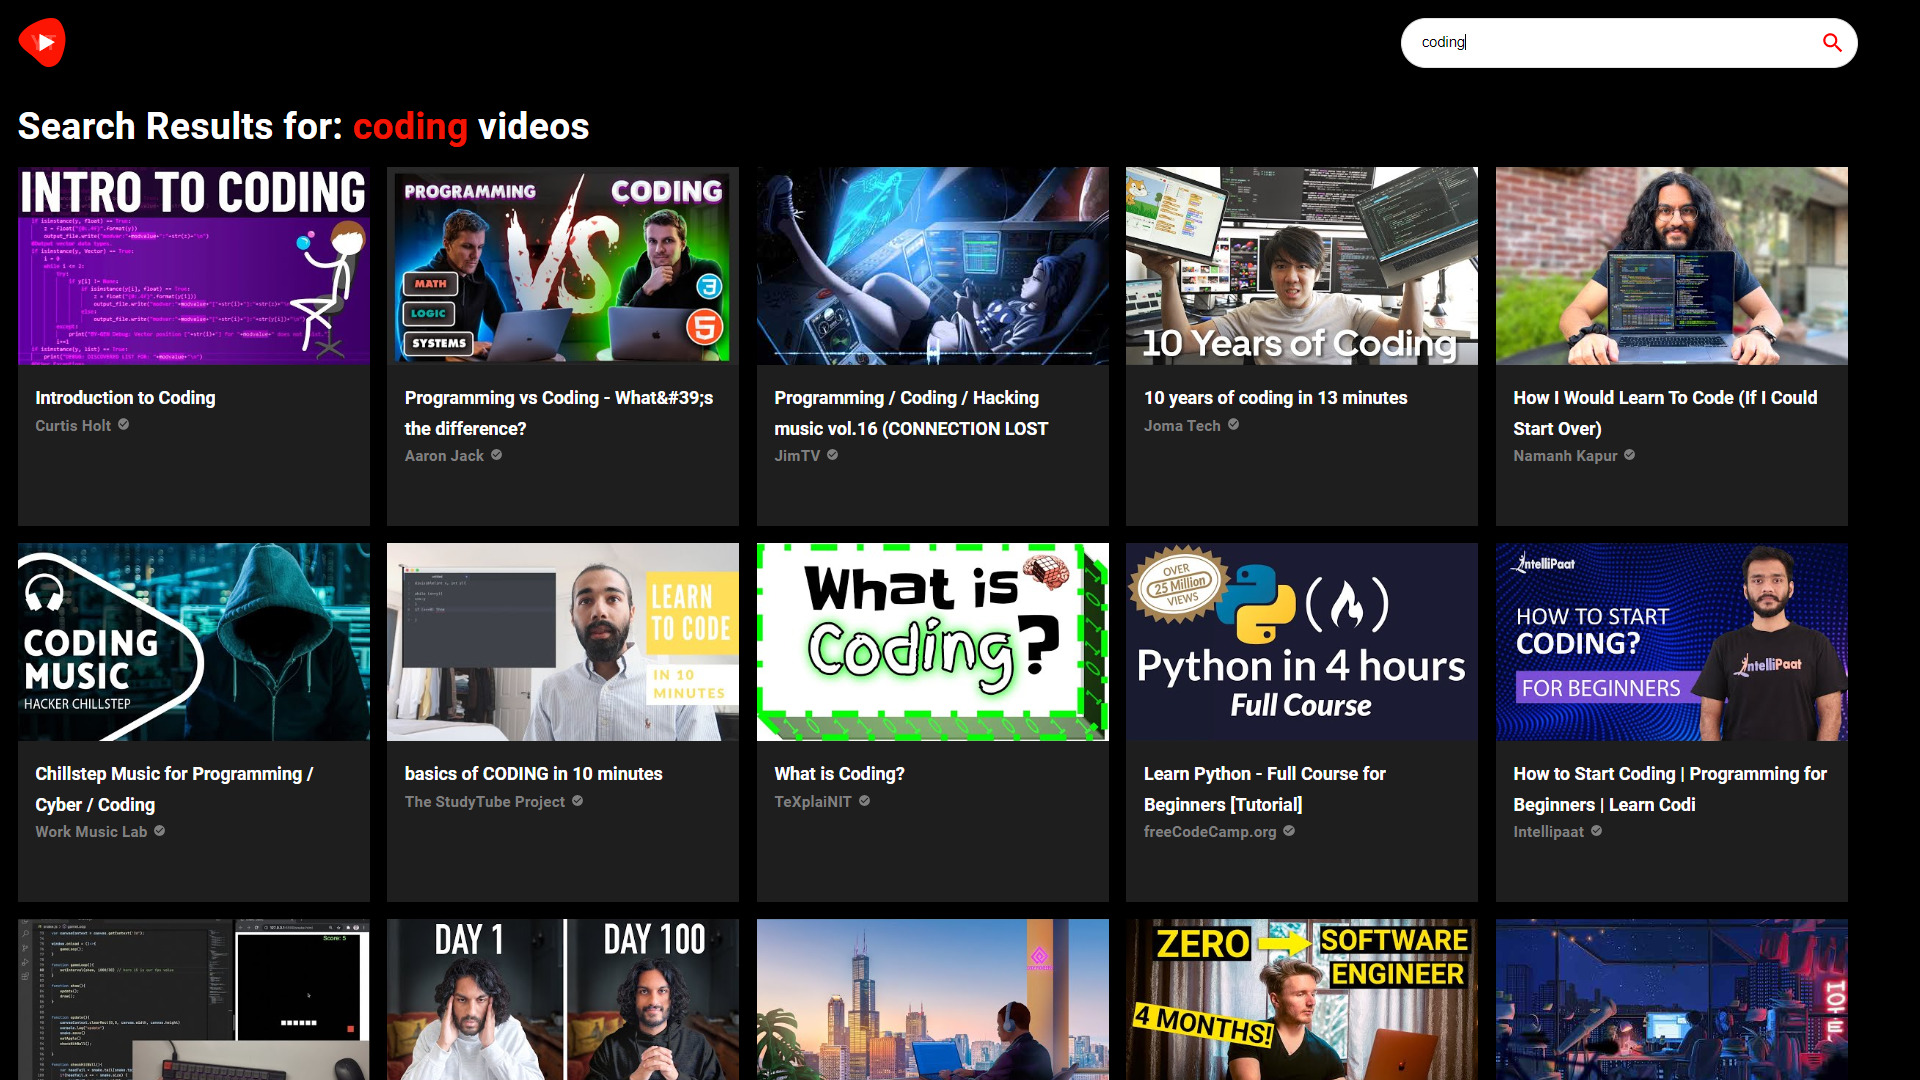 coding
Search Results for: coding videos
INTRO TO CODING
Introduction to Coding
Curtis Holt
PROGRAMMING
CODING
VS
MATH
LOGIC
SYSTEMS
3
5
Programming vs Coding - What&#39;s
the difference?
Aaron Jack
Programming / Coding / Hacking
music vol.16 (CONNECTION LOST
JimTV
10 Years of Coding
10 years of coding in 13 minutes
Joma Tech
How I Would Learn To Code (If I Could
Start Over)
Namanh Kapur
CODING
MUSIC
HACKER CHILLSTEP
Chillstep Music for Programming /
Cyber / Coding
Work Music Lab
LEARN
TO CODE
IN 10
MINUTES
basics of CODING in 10 minutes
The StudyTube Project
What is
Coding?
What is Coding?
TeXplaiNIT
OVER
25 Million
VIEWS
Python in 4 hours
Full Course
Learn Python - Full Course for
Beginners [Tutorial]
freeCodeCamp.org
IntelliPaat
HOW TO START
CODING?
FOR BEGINNERS
IntelliPaat
How to Start Coding | Programming for
Beginners | Learn Codi
Intellipaat
Score: 5
DAY 1
DAY 100
ZERO
SOFTWARE
ENGINEER
4 MONTHS!